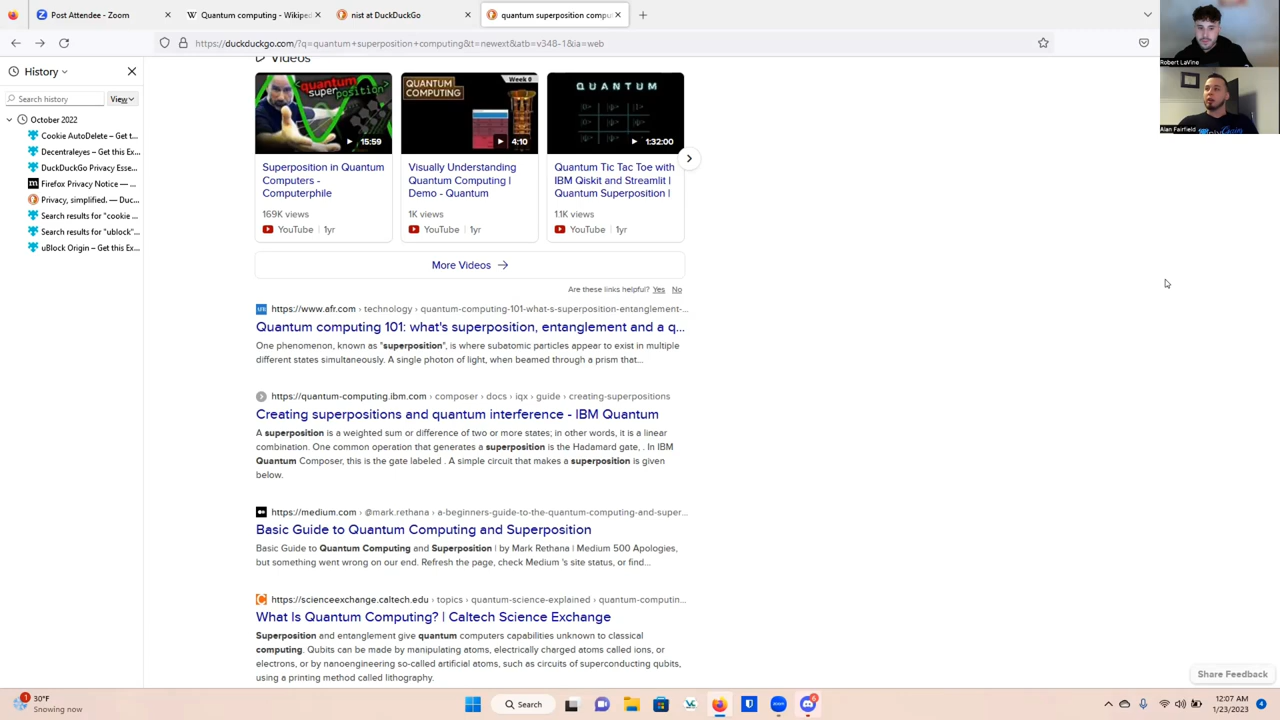 Post Attendee - Zoom
Quantum computing - Wikiped
nist at DuckDuckGo
quantum superposition compu
https://duckduckgo.com/?q=quantum+superposition+computing&t=newext&atb=v348-1&ia=web
Robert LaVine
Alan Fairfield
History
Search history
View
October 2022
Cookie AutoDelete – Get t...
Decentraleyes – Get this Ex...
DuckDuckGo Privacy Esse...
Firefox Privacy Notice — ...
Privacy, simplified. — Duc...
Search results for "cookie ...
Search results for "ublock"...
uBlock Origin – Get this Ex...
Videos
<quantum superposition>
15:59
Superposition in Quantum
Computers -
Computerphile
169K views
YouTube | 1yr
QUANTUM
COMPUTING
Week 0
4:10
Visually Understanding
Quantum Computing |
Demo - Quantum
1K views
YouTube | 1yr
QUANTUM
1:32:00
Quantum Tic Tac Toe with
IBM Qiskit and Streamlit |
Quantum Superposition |
1.1K views
YouTube | 1yr
More Videos
Are these links helpful? Yes No
https://www.afr.com › technology › quantum-computing-101-what-s-superposition-entanglement-...
Quantum computing 101: what's superposition, entanglement and a q...
One phenomenon, known as "superposition", is where subatomic particles appear to exist in multiple
different states simultaneously. A single photon of light, when beamed through a prism that...
https://quantum-computing.ibm.com › composer › docs › iqx › guide › creating-superpositions
Creating superpositions and quantum interference - IBM Quantum
A superposition is a weighted sum or difference of two or more states; in other words, it is a linear
combination. One common operation that generates a superposition is the Hadamard gate, . In IBM
Quantum Composer, this is the gate labeled . A simple circuit that makes a superposition is given
below.
https://medium.com › @mark.rethana › a-beginners-guide-to-the-quantum-computing-and-super...
Basic Guide to Quantum Computing and Superposition
Basic Guide to Quantum Computing and Superposition | by Mark Rethana | Medium 500 Apologies,
but something went wrong on our end. Refresh the page, check Medium 's site status, or find...
https://scienceexchange.caltech.edu › topics › quantum-science-explained › quantum-computin...
What Is Quantum Computing? | Caltech Science Exchange
Superposition and entanglement give quantum computers capabilities unknown to classical
computing. Qubits can be made by manipulating atoms, electrically charged atoms called ions, or
electrons, or by nanoengineering so-called artificial atoms, such as circuits of superconducting qubits,
using a printing method called lithography.
Share Feedback
1
30°F
Snowing now
Search
6
12:07 AM
1/23/2023
4